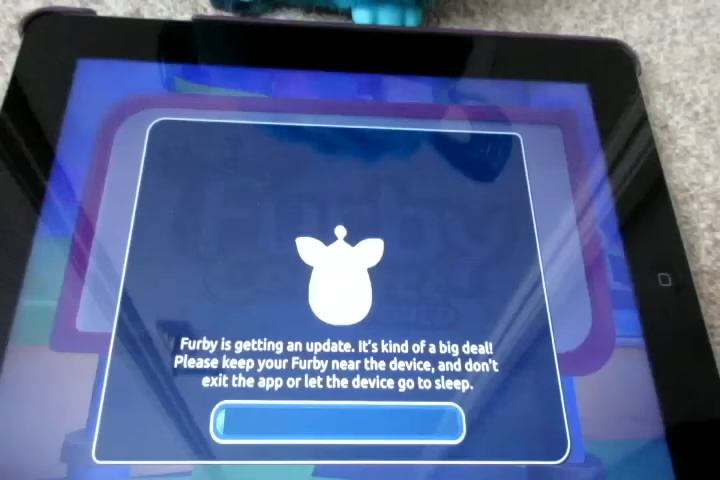 Furby is getting an update. It's kind of a big deal!
Please keep your Furby near the device, and don't
exit the app or let the device go to sleep.